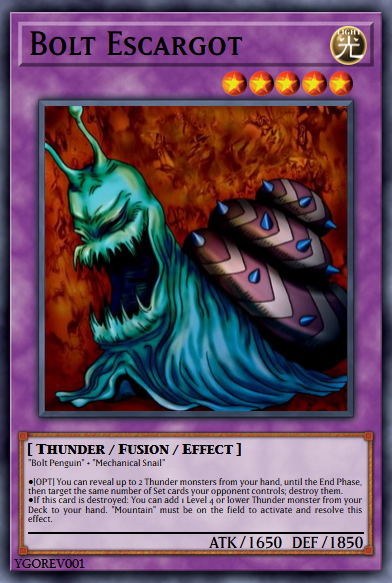 Bolt Escargot
LIGHT
光
[ Thunder / Fusion / Effect ]
"Bolt Penguin" + "Mechanical Snail"
●[OPT] You can reveal up to 2 Thunder monsters from your hand, until the End Phase,
then target the same number of Set cards your opponent controls; destroy them.
●If this card is destroyed: You can add 1 Level 4 or lower Thunder monster from your
Deck to your hand. "Mountain" must be on the field to activate and resolve this
effect.
ATK/1650 DEF/1850
YGOREV001